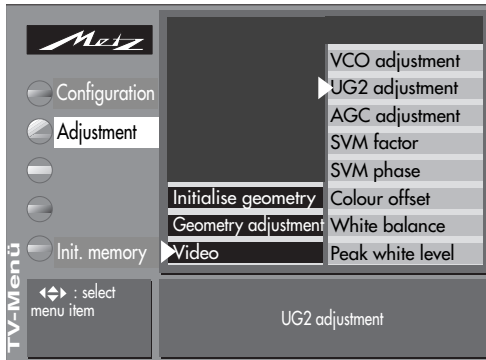 Metz
Configuration
Adjustment
Init. memory
TV-Menü
Initialise geometry
Geometry adjustment
Video
VCO adjustment
UG2 adjustment
AGC adjustment
SVM factor
SVM phase
Colour offset
White balance
Peak white level
: select
menu item
UG2 adjustment